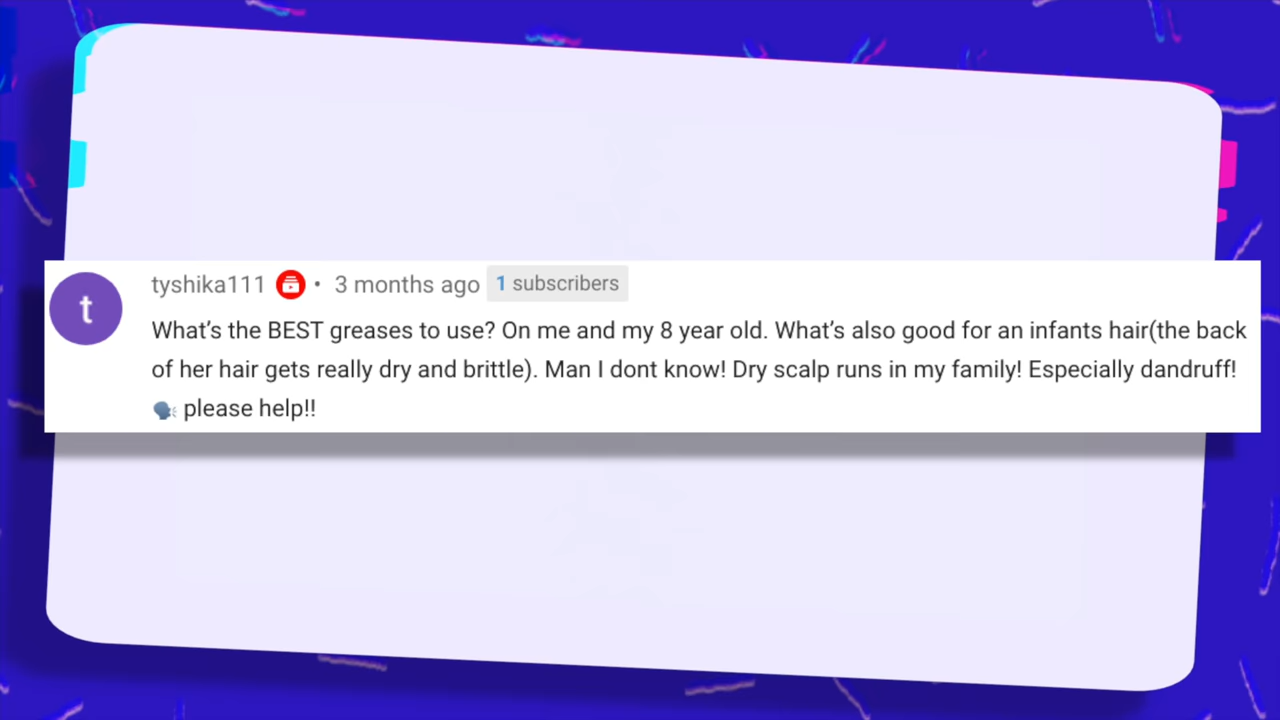 t
tyshika111 • 3 months ago 1 subscribers
What's the BEST greases to use? On me and my 8 year old. What's also good for an infants hair(the back
of her hair gets really dry and brittle). Man I dont know! Dry scalp runs in my family! Especially dandruff!
🗣 please help!!